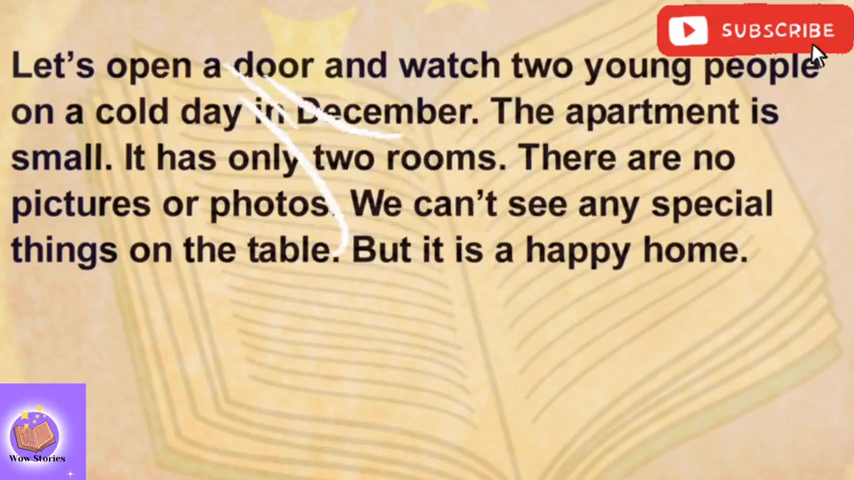 SUBSCRIBE
Let's open a door and watch two young people
on a cold day in December. The apartment is
small. It has only two rooms. There are no
pictures or photos. We can't see any special
things on the table. But it is a happy home.
Wow Stories